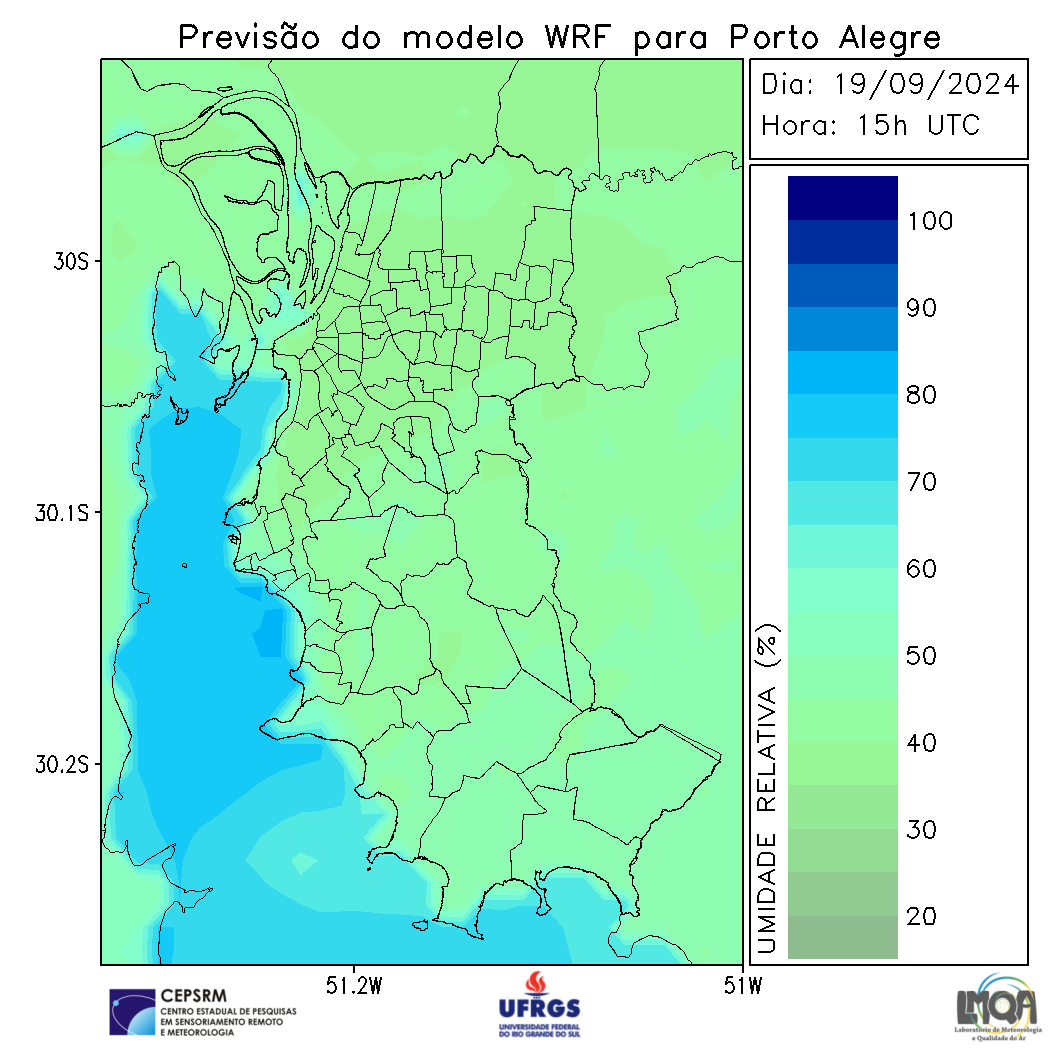 Previsão do modelo WRF para Porto Alegre
Dia: 19/09/2024
Hora: 15h UTC
30S
30.1S
30.2S
51.2W
51W
100
90
80
70
60
50
40
30
20
UMIDADE RELATIVA (%)
CEPSRM
CENTRO ESTADUAL DE PESQUISAS
EM SENSORIAMENTO REMOTO
E METEOROLOGIA
UFRGS
UNIVERSIDADE FEDERAL
DO RIO GRANDE DO SUL
LMQA
Laboratório de Meteorologia
e Qualidade do Ar